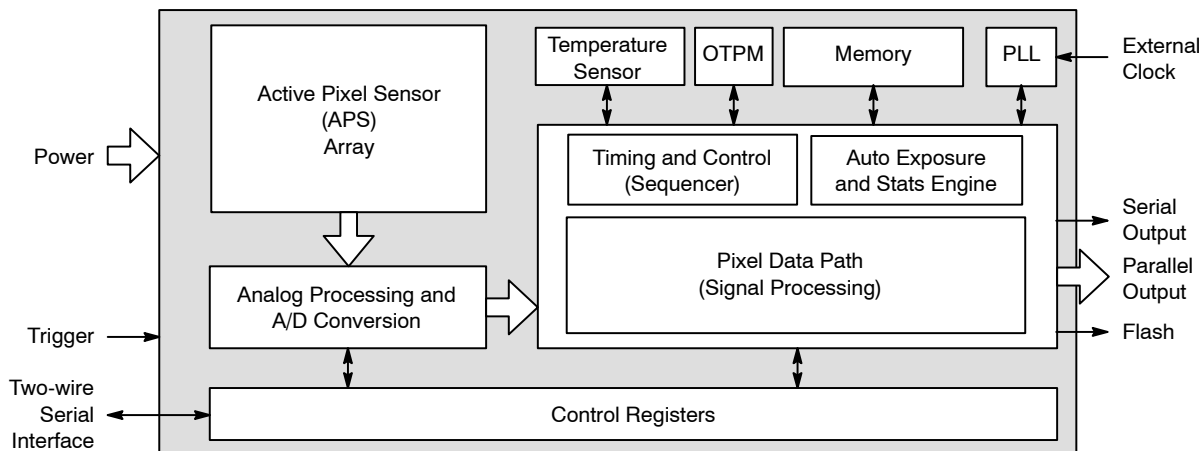 Temperature
Sensor
OTPM
Memory
PLL
External
Clock
Active Pixel Sensor
(APS)
Array
Power
Timing and Control
(Sequencer)
Auto Exposure
and Stats Engine
Serial
Output
Pixel Data Path
(Signal Processing)
Parallel
Output
Analog Processing and
A/D Conversion
Trigger
Flash
Two-wire
Serial
Interface
Control Registers